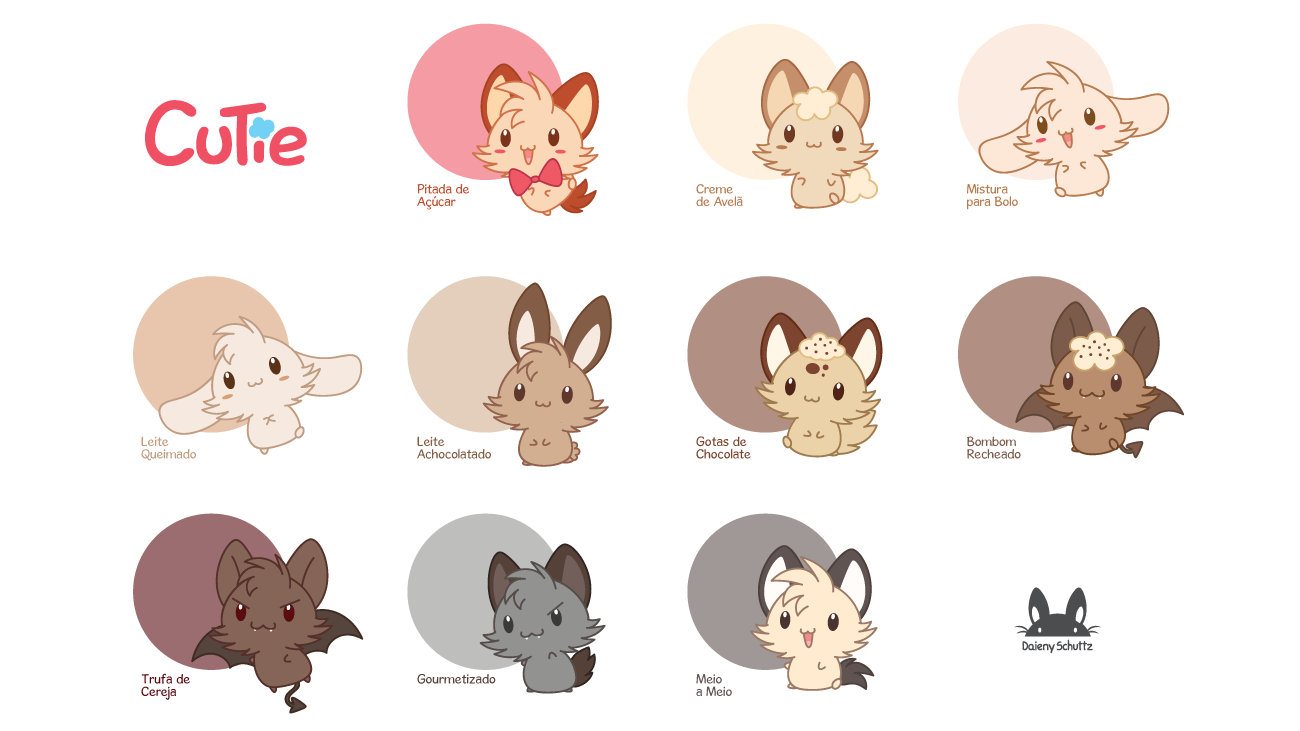 Cutie
Pitada de
Açúcar
Creme
de Avelã
Mistura
para Bolo
Leite
Queimado
Leite
Achocolatado
Gotas de
Chocolate
Bombom
Recheado
Trufa de
Cereja
Gourmetizado
Meio
a Meio
Daieny Schuttz